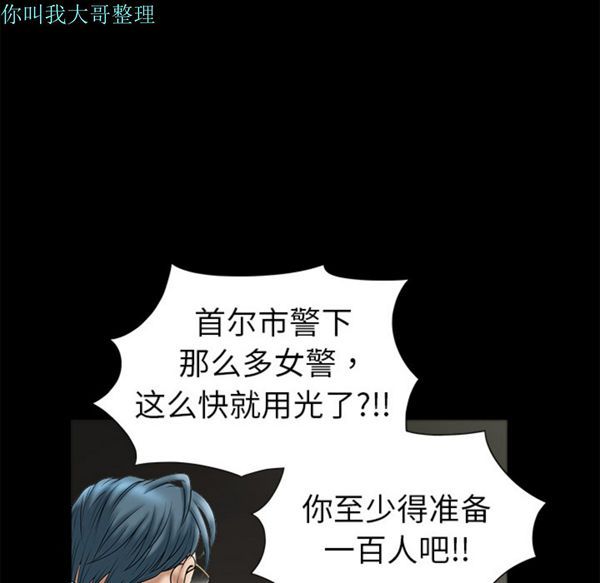 你叫我大哥整理
首尔市警下
那么多女警，
这么快就用光了?!!
你至少得准备
一百人吧!!